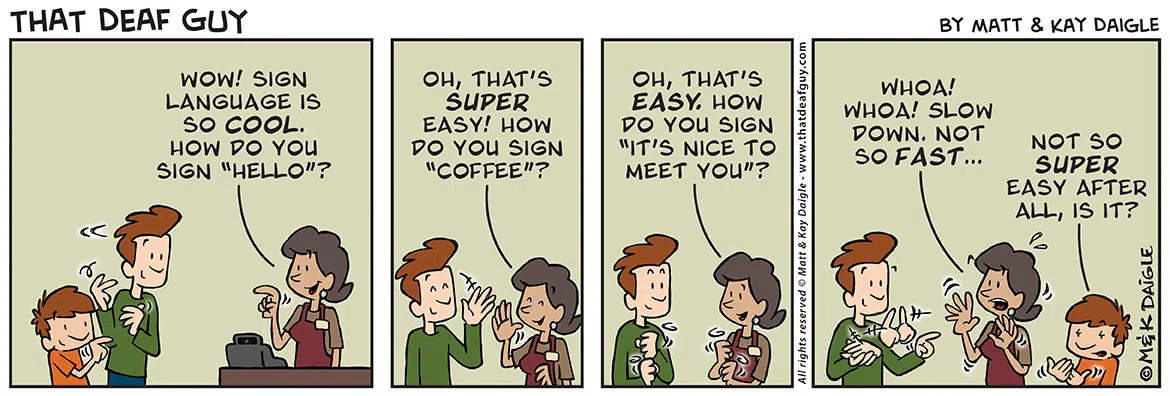 THAT DEAF GUY
BY MATT & KAY DAIGLE
WOW! SIGN
LANGUAGE IS
SO COOL.
HOW DO YOU
SIGN "HELLO"?
OH, THAT'S
SUPER
EASY! HOW
DO YOU SIGN
"COFFEE"?
OH, THAT'S
EASY. HOW
DO YOU SIGN
"IT'S NICE TO
MEET YOU"?
All rights reserved © Matt & Kay Daigle - www.thatdeafguy.com
WHOA!
WHOA! SLOW
DOWN. NOT
SO FAST...
NOT SO
SUPER
EASY AFTER
ALL, IS IT?
© M & K DAIGLE